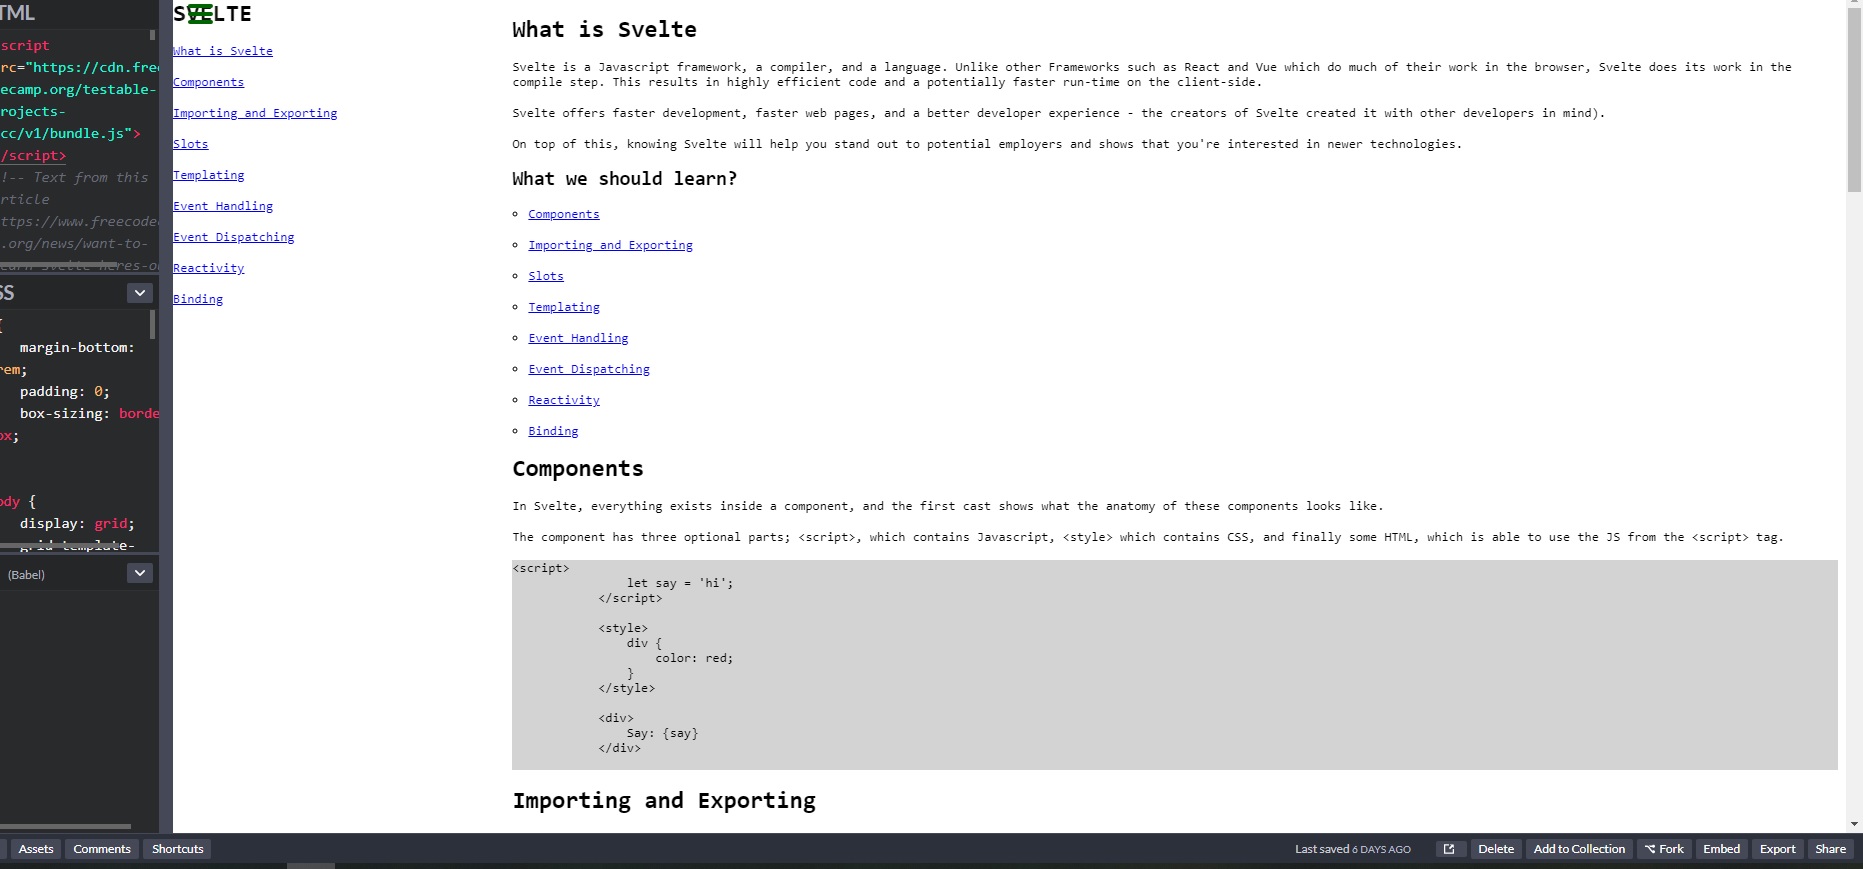 TML
script
rc="https://cdn.free
ecamp.org/testable-
rojects-
cc/v1/bundle.js">
/script>
!-- Text from this
rticle
ttps://www.freecode
.org/news/want-to-
SS
{
margin-bottom:
rem;
padding: 0;
box-sizing: borde
ox;
ody {
display: grid;
grid-template-
(Babel)
SVELTE
What is Svelte
Components
Importing and Exporting
Slots
Templating
Event Handling
Event Dispatching
Reactivity
Binding
What is Svelte
Svelte is a Javascript framework, a compiler, and a language. Unlike other Frameworks such as React and Vue which do much of their work in the browser, Svelte does its work in the
compile step. This results in highly efficient code and a potentially faster run-time on the client-side.
Svelte offers faster development, faster web pages, and a better developer experience - the creators of Svelte created it with other developers in mind).
On top of this, knowing Svelte will help you stand out to potential employers and shows that you're interested in newer technologies.
What we should learn?
Components
Importing and Exporting
Slots
Templating
Event Handling
Event Dispatching
Reactivity
Binding
Components
In Svelte, everything exists inside a component, and the first cast shows what the anatomy of these components looks like.
The component has three optional parts; <script>, which contains Javascript, <style> which contains CSS, and finally some HTML, which is able to use the JS from the <script> tag.
<script>
let say = 'hi';
</script>
<style>
div {
color: red;
}
</style>
<div>
Say: {say}
</div>
Importing and Exporting
Assets Comments Shortcuts Last saved 6 DAYS AGO Delete Add to Collection Fork Embed Export Share